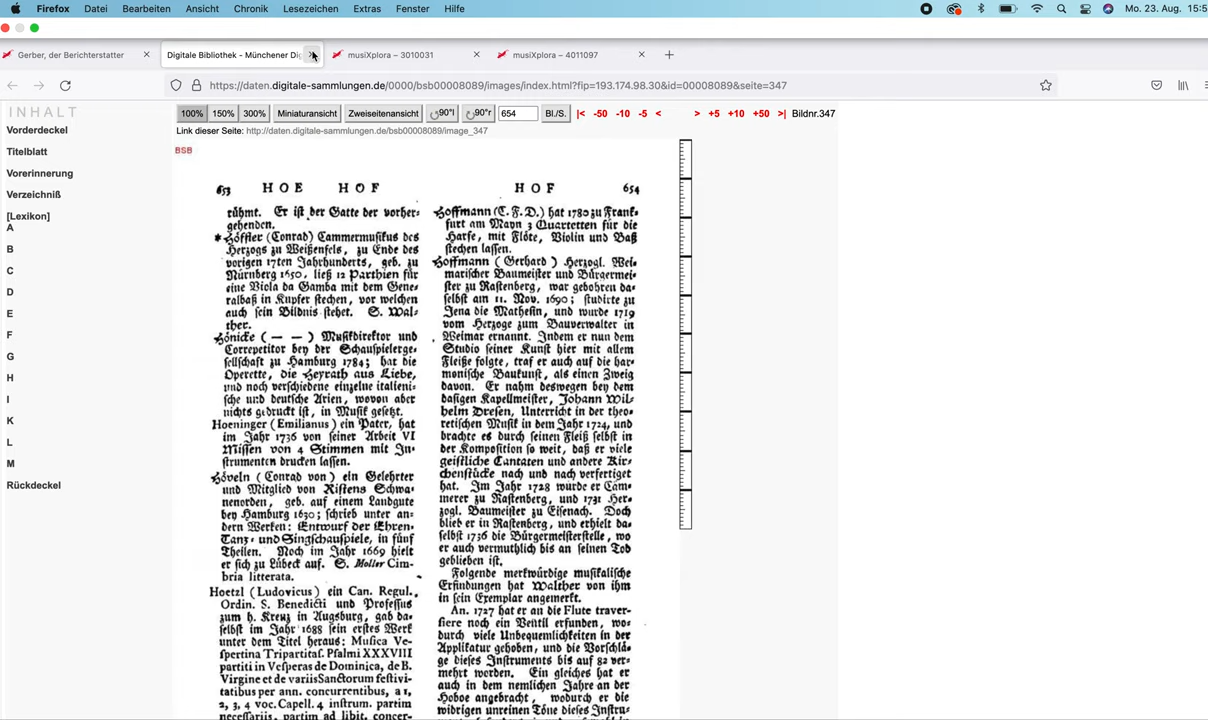 Firefox Datei Bearbeiten Ansicht Chronik Lesezeichen Extras Fenster Hilfe
Mo. 23. Aug. 15:5
Gerber, der Berichterstatter
Digitale Bibliothek - Münchener Dig
musiXplora – 3010031
musiXplora – 4011097
https://daten.digitale-sammlungen.de/0000/bsb00008089/images/index.html?fip=193.174.98.30&id=00008089&seite=347
INHALT
Vorderdeckel
Titelblatt
Vorerinnerung
Verzeichniß
[Lexikon]
A
B
C
D
E
F
G
H
I
K
L
M
Rückdeckel
100% 150% 300% Miniaturansicht Zweiseitenansicht 90°l 90°r 654 Bl./S. |< -50 -10 -5 < > +5 +10 +50 >| Bildnr.347
Link dieser Seite: http://daten.digitale-sammlungen.de/bsb00008089/image_347
BSB
653 HOE HOF
rühmt. Er iſt der Gatte der vorher-
gehenden.
* Höffler (Conrad) Cammermuſikus des
Herzogs zu Weißenfels, zu Ende des
vorigen 17ten Jahrhunderts, geb. zu
Nürnberg 1650, ließ 12 Parthien für
eine Viola da Gamba mit dem Gene-
ralbaß in Kupfer ſtechen, vor welchen
auch ſein Bildnis ſtehet. S. Wal-
ther.
Hönicke (— —) Muſikdirektor und
Correpetitor bey der Schauſpielerge-
ſellſchaft zu Hamburg 1784; hat die
Operette, die Heyrath aus Liebe,
und noch verſchiedene einzelne italieni-
ſche und deutſche Arien, wovon aber
nichts gedruckt iſt, in Muſik geſetzt.
Hoeninger (Emilianus) ein Pater, hat
im Jahr 1736 von ſeiner Arbeit VI
Miſſen von 4 Stimmen mit In-
ſtrumenten drucken laſſen.
Höveln (Conrad von) ein Gelehrter
und Mitglied von Riſtens Schwa-
nenorden, geb. auf einem Landgute
bey Hamburg 1630; ſchrieb unter an-
dern Werken: Entwurf der Ehren-
Tanz- und Singſchauſpiele, in fünf
Theilen. Noch im Jahr 1669 hielt
er ſich zu Lübeck auf. S. Moller Cim-
bria litterata.
Hoetzl (Ludovicus) ein Can. Regul.
Ordin. S. Benedicti und Profeſſus
zum h. Kreuz in Augsburg, gab da-
ſelbſt im Jahr 1688 ſein erſtes Werk
unter dem Titel heraus: Muſica Ve-
ſpertina Tripartita ſ. Pſalmi XXXVIII
partiti in Veſperas de Dominica, de B.
Virgine et de variis Sanctorum feſtivi-
tatibus per ann. concurrentibus, a 1,
2, 3, 4 voc. Capell. 4 inſtrum. partim
neceſſariis, partim ad libit. concer-
HOF 654
Hoffmann (C. F. D.) hat 1780 zu Frank-
furt am Mayn 3 Quartetten für die
Harfe, mit Flöte, Violin und Baß
ſtechen laſſen.
Hoffmann (Gerhard) Herzogl. Wei-
mariſcher Baumeiſter und Bürgermei-
ſter zu Raſtenberg, war gebohren da-
ſelbſt am 11. Nov. 1690; ſtudirte zu
Jena die Matheſin, und wurde 1719
vom Herzoge zum Bauverwalter in
Weimar ernannt. Indem er nun dem
Studio ſeiner Kunſt hier mit allem
Fleiße folgte, traf er auch auf die har-
moniſche Baukunſt, als einen Zweig
davon. Er nahm deswegen bey dem
daſigen Kapellmeiſter, Johann Wil-
helm Dreſen, Unterricht in der theo-
retiſchen Muſik in dem Jahr 1724, und
brachte es durch ſeinen Fleiß ſelbſt in
der Kompoſition ſo weit, daß er viele
geiſtliche Cantaten und andere Kir-
chenſtücke nach und nach verfertiget
hat. Im Jahr 1728 wurde er Cäm-
merer zu Raſtenberg, und 1731 Her-
zogl. Baumeiſter zu Eiſenach. Doch
blieb er in Raſtenberg, und erhielt da-
ſelbſt 1736 die Bürgemeiſterſtelle, wo
er auch vermuthlich bis an ſeinen Tod
geblieben iſt.
Folgende merkwürdige muſikaliſche
Erfindungen hat Walther von ihm
in ſein Exemplar angemerkt.
An. 1727 hat er an die Flute traver-
ſiere noch ein Ventil erfunden, wo-
durch viele Unbequemlichkeiten in der
Applikatur gehoben, und die Vorſchlä-
ge dieſes Inſtruments bis auf 82 ver-
mehrt worden. Ein gleiches hat er
auch in dem nemlichen Jahre an der
Hoboe angebracht, wodurch er die
widrigen unreinen Töne dieſes Inſtru-